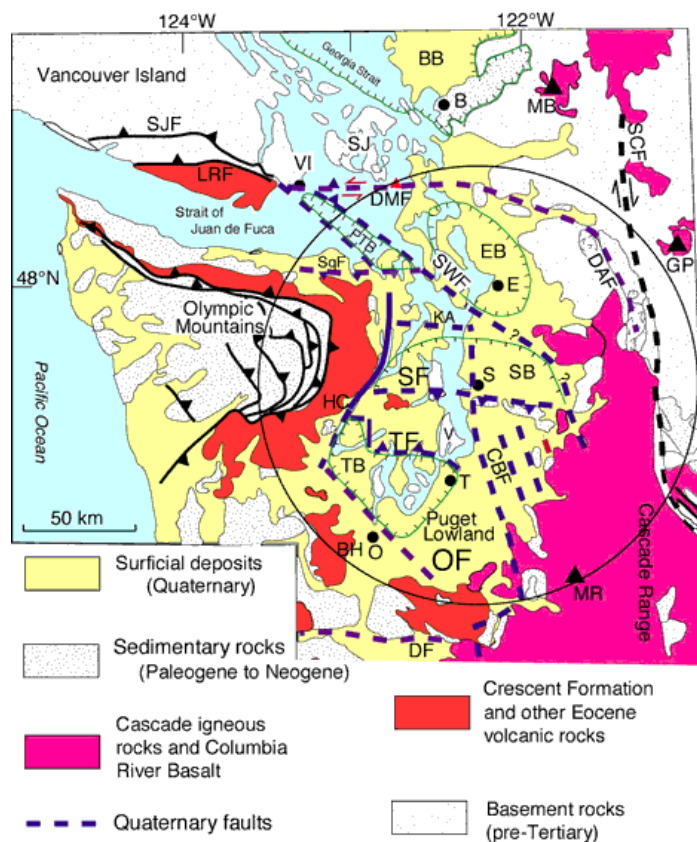 124°W
122°W
Georgia Strait
BB
Vancouver Island
B
MB
SJF
SJ
SCF
VI
LRF
DMF
Strait of
Juan de Fuca
PTB
EB
GP
SqF
SWF
DAF
48°N
E
Olympic
Mountains
KA
?
SF
S
SB
?
Pacific Ocean
HC
TF
V
CBF
TB
T
50 km
Puget
Lowland
BH
O
OF
MR
Cascade Range
DF
Surficial deposits
(Quaternary)
Sedimentary rocks
(Paleogene to Neogene)
Crescent Formation
and other Eocene
volcanic rocks
Cascade igneous
rocks and Columbia
River Basalt
Quaternary faults
Basement rocks
(pre-Tertiary)